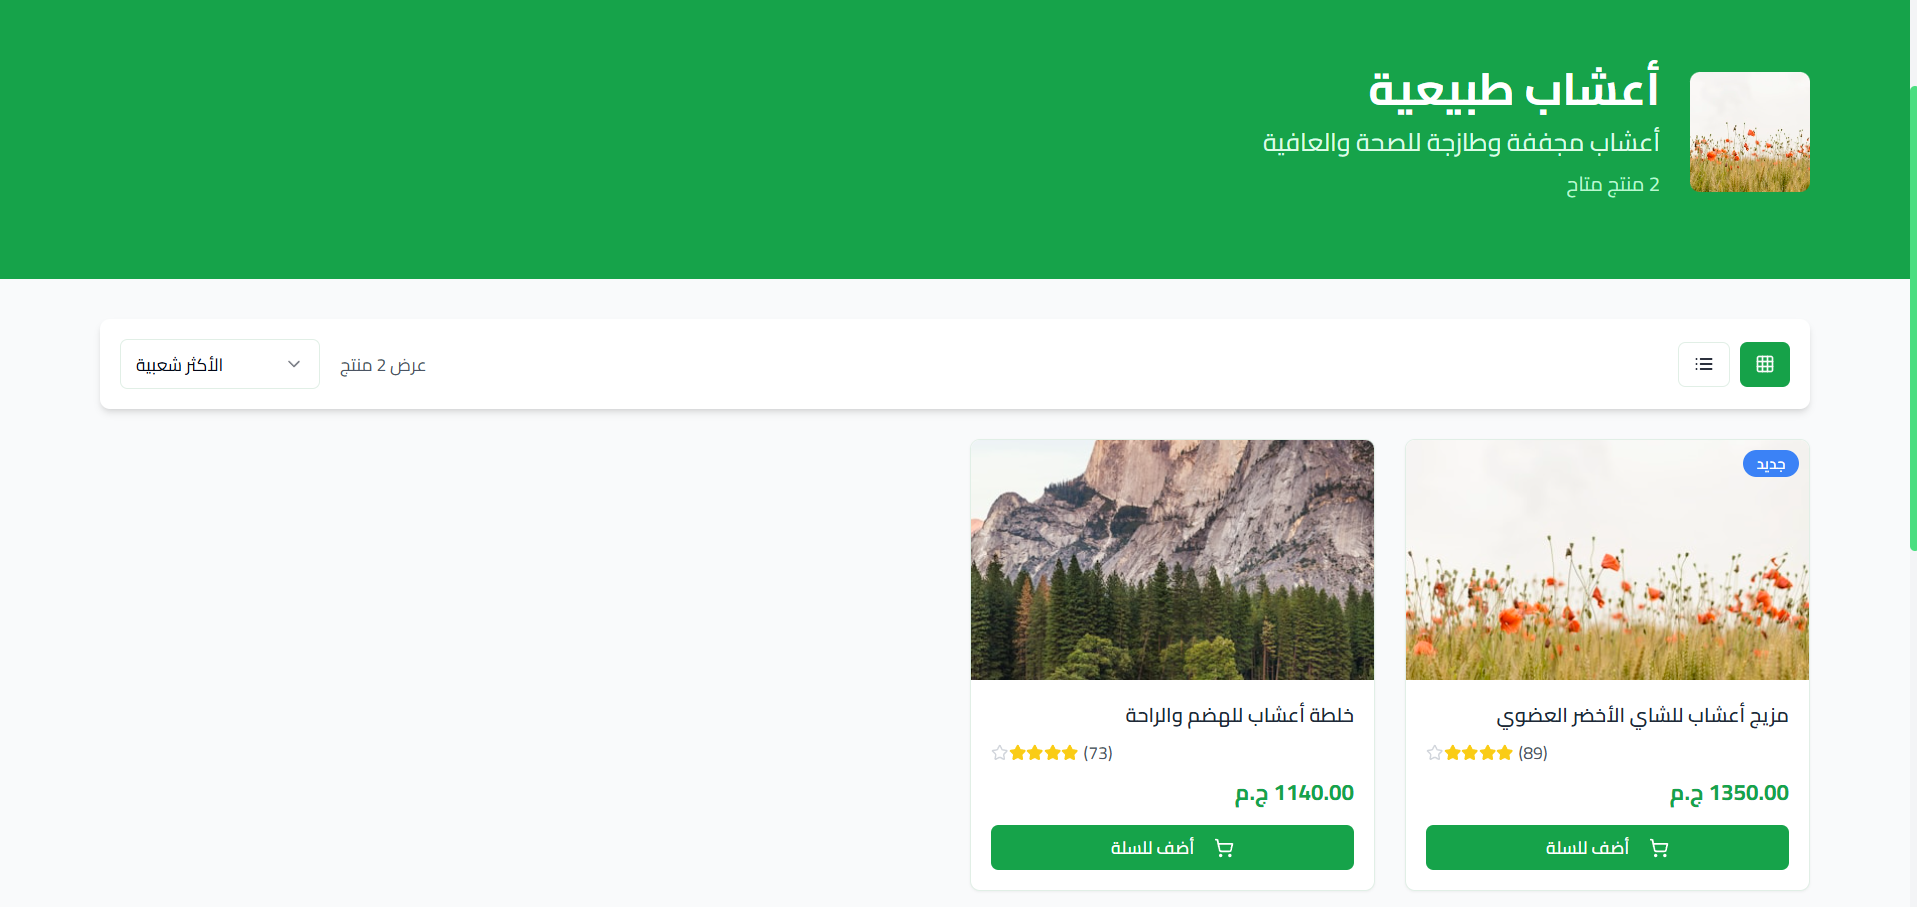 أعشاب طبيعية
أعشاب مجففة وطازجة للصحة والعافية
2 منتج متاح
عرض 2 منتج
الأكثر شعبية
جديد
مزيج أعشاب للشاي الأخضر العضوي
(89)
1350.00 ج.م
أضف للسلة
خلطة أعشاب للهضم والراحة
(73)
1140.00 ج.م
أضف للسلة